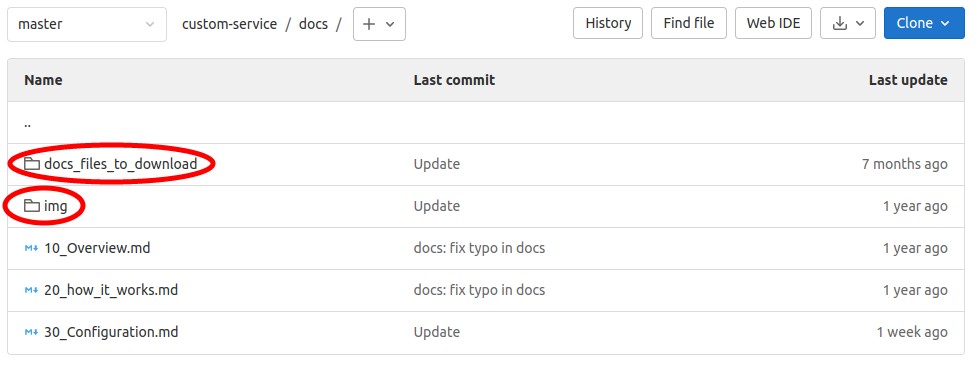 master custom-service / docs / + History Find file Web IDE Clone
Name Last commit Last update
..
docs_files_to_download Update 7 months ago
img Update 1 year ago
M↓ 10_Overview.md docs: fix typo in docs 1 year ago
M↓ 20_how_it_works.md docs: fix typo in docs 1 year ago
M↓ 30_Configuration.md Update 1 week ago